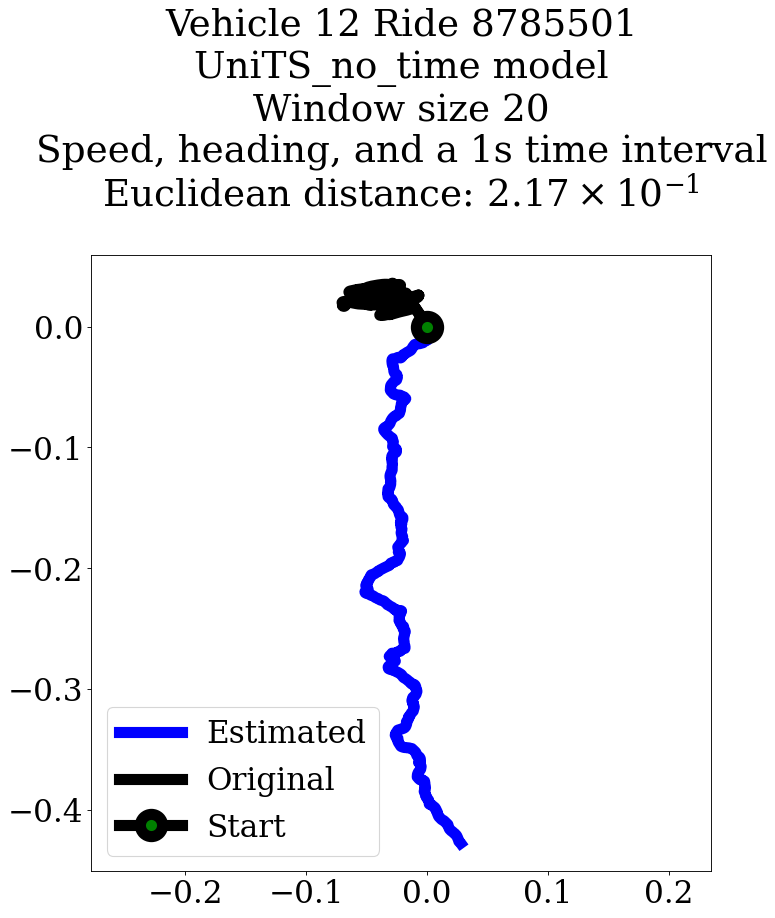 Vehicle 12 Ride 8785501
UniTS_no_time model
Window size 20
Speed, heading, and a 1s time interval
Euclidean distance: 2.17 × 10⁻¹
0.0
−0.1
−0.2
−0.3
−0.4
Estimated
Original
Start
−0.2 −0.1 0.0 0.1 0.2